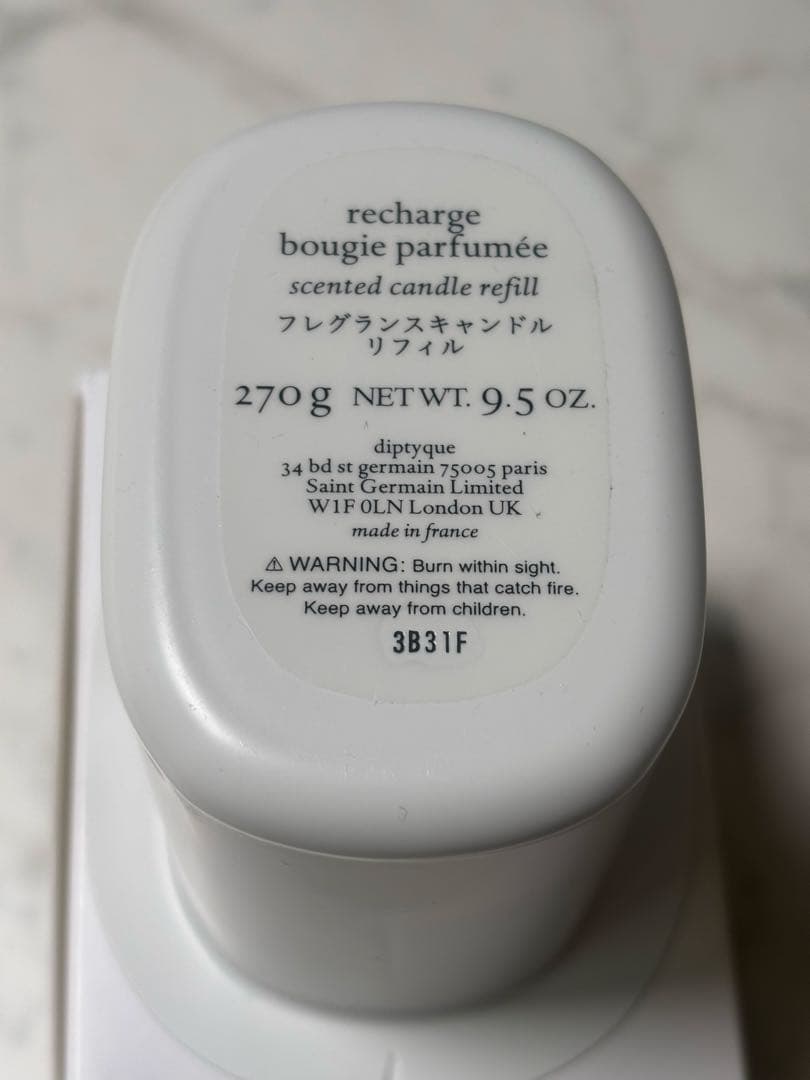 recharge
bougie parfumée
scented candle refill
フレグランスキャンドル
リフィル
270 g NET WT. 9.5 OZ.
diptyque
34 bd st germain 75005 paris
Saint Germain Limited
W1F 0LN London UK
made in france
⚠ WARNING: Burn within sight.
Keep away from things that catch fire.
Keep away from children.
3B31F